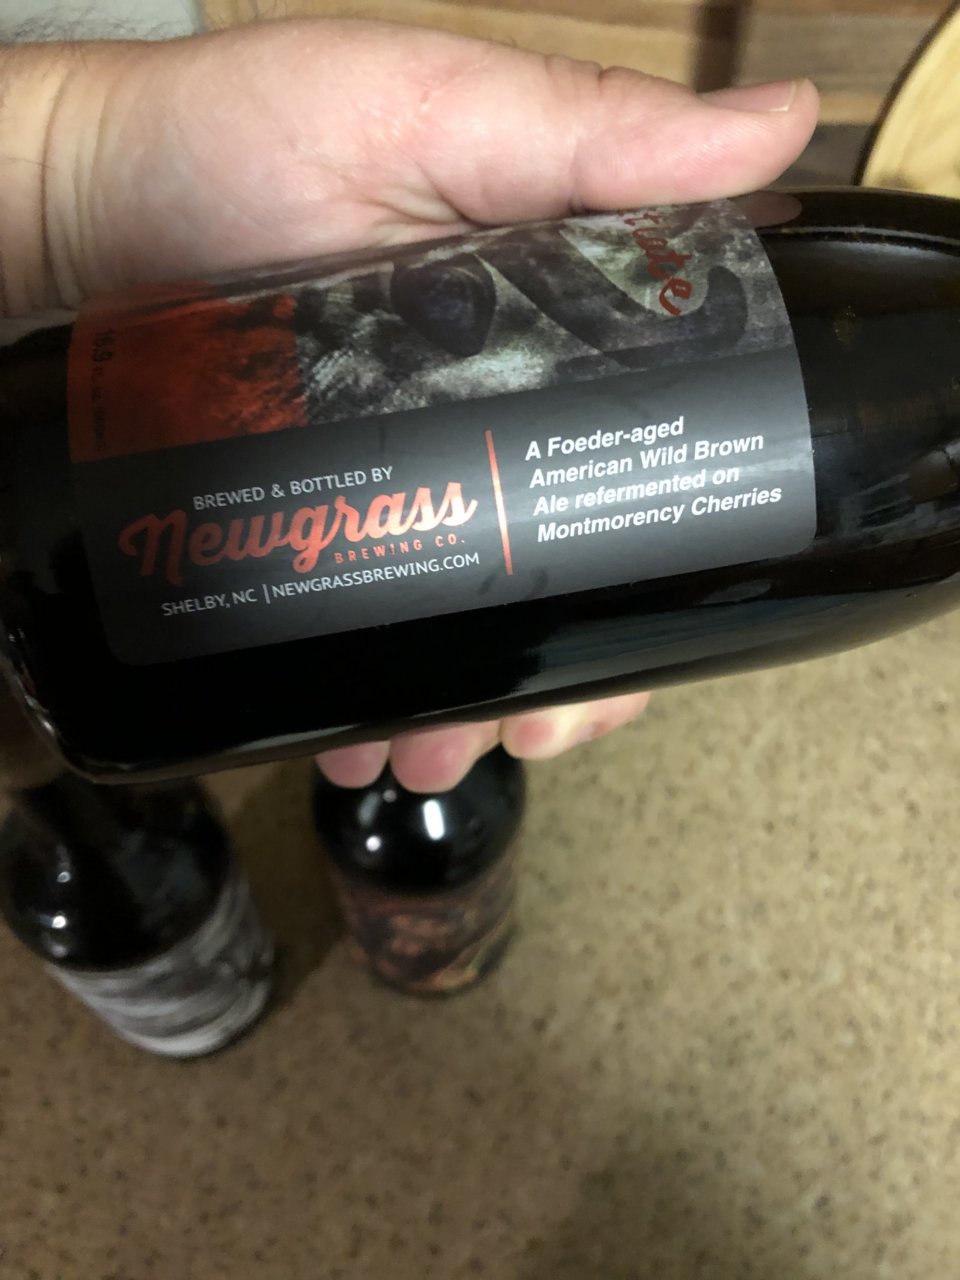 BREWED & BOTTLED BY
Newgrass
BREWING CO.
SHELBY, NC | NEWGRASSBREWING.COM
A Foeder-aged
American Wild Brown
Ale refermented on
Montmorency Cherries